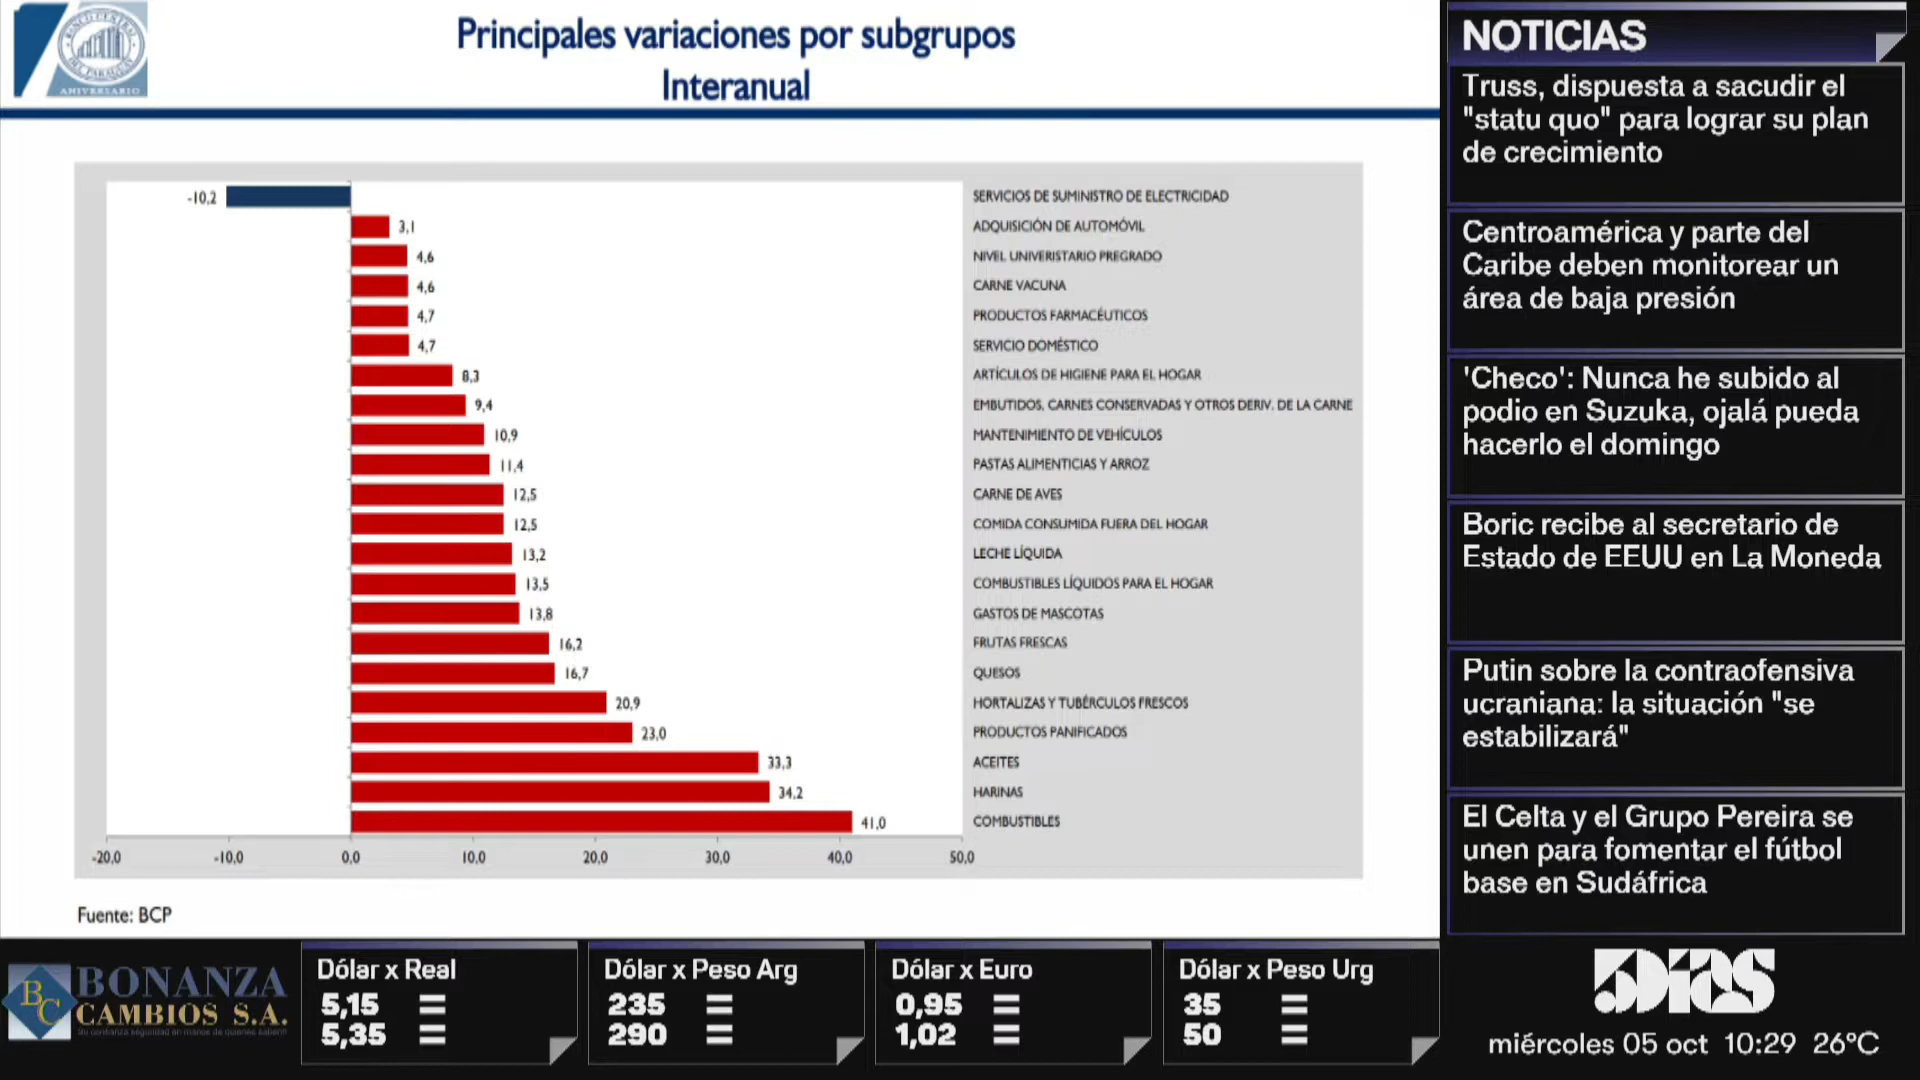 BANCO CENTRAL
DEL PARAGUAY
ANIVERSARIO
Principales variaciones por subgrupos
Interanual
-10,2 SERVICIOS DE SUMINISTRO DE ELECTRICIDAD
3,1 ADQUISICIÓN DE AUTOMÓVIL
4,6 NIVEL UNIVERISTARIO PREGRADO
4,6 CARNE VACUNA
4,7 PRODUCTOS FARMACÉUTICOS
4,7 SERVICIO DOMÉSTICO
8,3 ARTÍCULOS DE HIGIENE PARA EL HOGAR
9,4 EMBUTIDOS, CARNES CONSERVADAS Y OTROS DERIV. DE LA CARNE
10,9 MANTENIMIENTO DE VEHÍCULOS
11,4 PASTAS ALIMENTICIAS Y ARROZ
12,5 CARNE DE AVES
12,5 COMIDA CONSUMIDA FUERA DEL HOGAR
13,2 LECHE LÍQUIDA
13,5 COMBUSTIBLES LÍQUIDOS PARA EL HOGAR
13,8 GASTOS DE MASCOTAS
16,2 FRUTAS FRESCAS
16,7 QUESOS
20,9 HORTALIZAS Y TUBÉRCULOS FRESCOS
23,0 PRODUCTOS PANIFICADOS
33,3 ACEITES
34,2 HARINAS
41,0 COMBUSTIBLES
-20,0 -10,0 0,0 10,0 20,0 30,0 40,0 50,0
Fuente: BCP
NOTICIAS
Truss, dispuesta a sacudir el
"statu quo" para lograr su plan
de crecimiento
Centroamérica y parte del
Caribe deben monitorear un
área de baja presión
'Checo': Nunca he subido al
podio en Suzuka, ojalá pueda
hacerlo el domingo
Boric recibe al secretario de
Estado de EEUU en La Moneda
Putin sobre la contraofensiva
ucraniana: la situación "se
estabilizará"
El Celta y el Grupo Pereira se
unen para fomentar el fútbol
base en Sudáfrica
BC BONANZA
CAMBIOS S.A.
Dólar x Real
5,15
5,35
Dólar x Peso Arg
235
290
Dólar x Euro
0,95
1,02
Dólar x Peso Urg
35
50
5DIAS
miércoles 05 oct 10:29 26°C